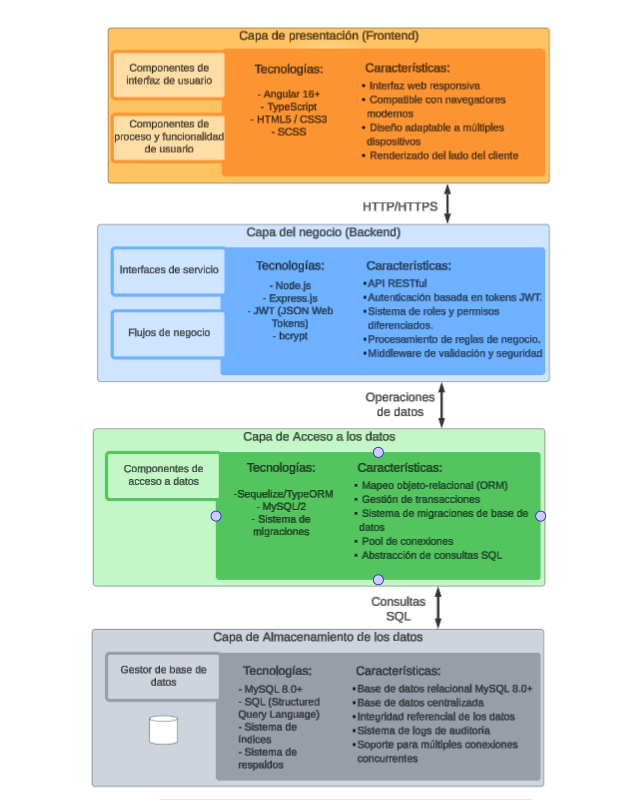 Capa de presentación (Frontend)
Componentes de
interfaz de usuario
Componentes de
proceso y funcionalidad
de usuario
Tecnologías:
- Angular 16+
- TypeScript
- HTML5 / CSS3
- SCSS
Características:
• Interfaz web responsiva
• Compatible con navegadores
modernos
• Diseño adaptable a múltiples
dispositivos
• Renderizado del lado del cliente
HTTP/HTTPS
Capa del negocio (Backend)
Interfaces de servicio
Flujos de negocio
Tecnologías:
- Node.js
- Express.js
- JWT (JSON Web
Tokens)
- bcrypt
Características:
•API RESTful
•Autenticación basada en tokens JWT.
•Sistema de roles y permisos
diferenciados.
•Procesamiento de reglas de negocio.
•Middleware de validación y seguridad
Operaciones
de datos
Capa de Acceso a los datos
Componentes de
acceso a datos
Tecnologías:
-Sequelize/TypeORM
- MySQL/2
- Sistema de
migraciones
Características:
• Mapeo objeto-relacional (ORM)
• Gestión de transacciones
• Sistema de migraciones de base de
datos
• Pool de conexiones
• Abstracción de consultas SQL
Consultas
SQL
Capa de Almacenamiento de los datos
Gestor de base de
datos
Tecnologías:
- MySQL 8.0+
- SQL (Structured
Query Language)
- Sistema de
índices
- Sistema de
respaldos
Características:
•Base de datos relacional MySQL 8.0+
•Base de datos centralizada
•Integridad referencial de los datos
•Sistema de logs de auditoría
•Soporte para múltiples conexiones
concurrentes